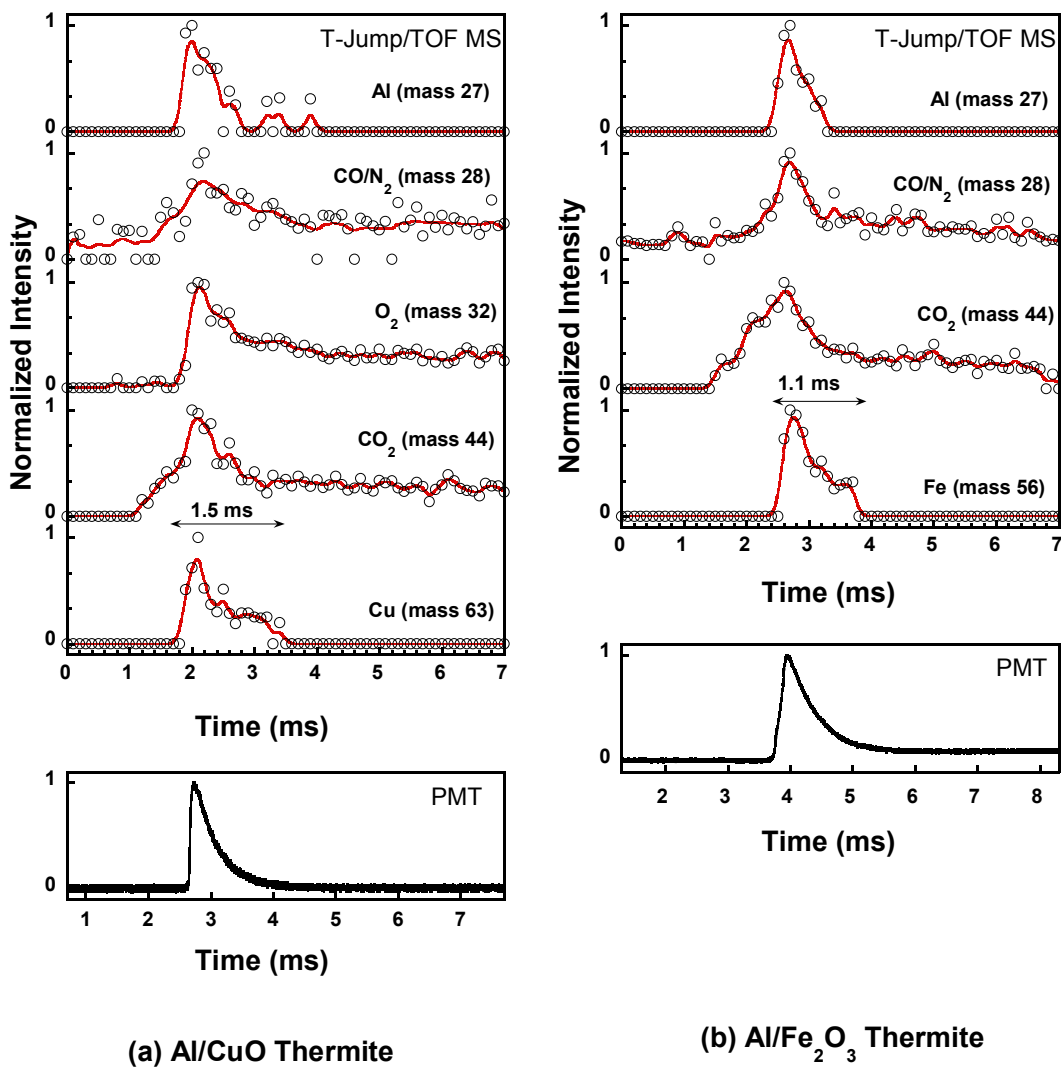 T-Jump/TOF MS
1
Al (mass 27)
0
1
CO/N2 (mass 28)
0
1
O2 (mass 32)
0
1
CO2 (mass 44)
0
1.5 ms
1
Cu (mass 63)
0
0 1 2 3 4 5 6 7
Normalized Intensity
Time (ms)
1
PMT
0
1 2 3 4 5 6 7
Time (ms)
(a) Al/CuO Thermite
T-Jump/TOF MS
1
Al (mass 27)
0
1
CO/N2 (mass 28)
0
1
CO2 (mass 44)
0
1.1 ms
1
Fe (mass 56)
0
0 1 2 3 4 5 6 7
Normalized Intensity
Time (ms)
1
PMT
0
2 3 4 5 6 7 8
Time (ms)
(b) Al/Fe2O3 Thermite